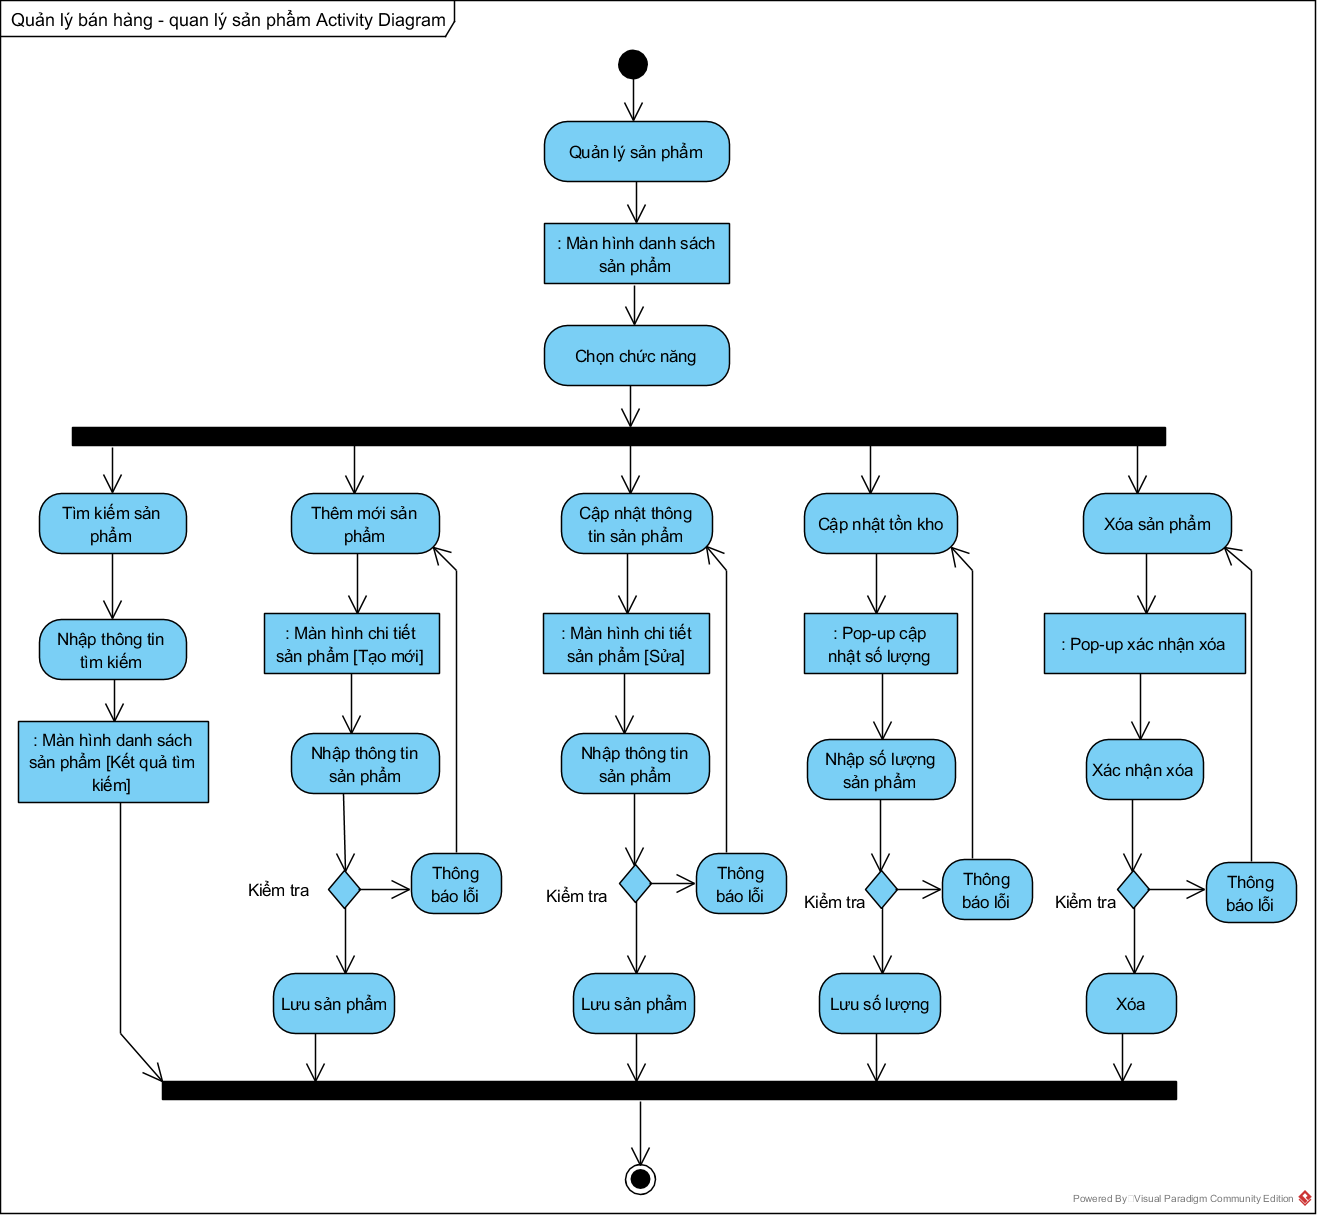 Quản lý bán hàng - quan lý sản phẩm Activity Diagram
Quản lý sản phẩm
: Màn hình danh sách
sản phẩm
Chọn chức năng
Tìm kiếm sản
phẩm
Nhập thông tin
tìm kiếm
: Màn hình danh sách
sản phẩm [Kết quả tìm
kiếm]
Thêm mới sản
phẩm
: Màn hình chi tiết
sản phẩm [Tạo mới]
Nhập thông tin
sản phẩm
Kiểm tra
Thông
báo lỗi
Lưu sản phẩm
Cập nhật thông
tin sản phẩm
: Màn hình chi tiết
sản phẩm [Sửa]
Nhập thông tin
sản phẩm
Kiểm tra
Thông
báo lỗi
Lưu sản phẩm
Cập nhật tồn kho
: Pop-up cập
nhật số lượng
Nhập số lượng
sản phẩm
Kiểm tra
Thông
báo lỗi
Lưu số lượng
Xóa sản phẩm
: Pop-up xác nhận xóa
Xác nhận xóa
Kiểm tra
Thông
báo lỗi
Xóa
Powered By Visual Paradigm Community Edition